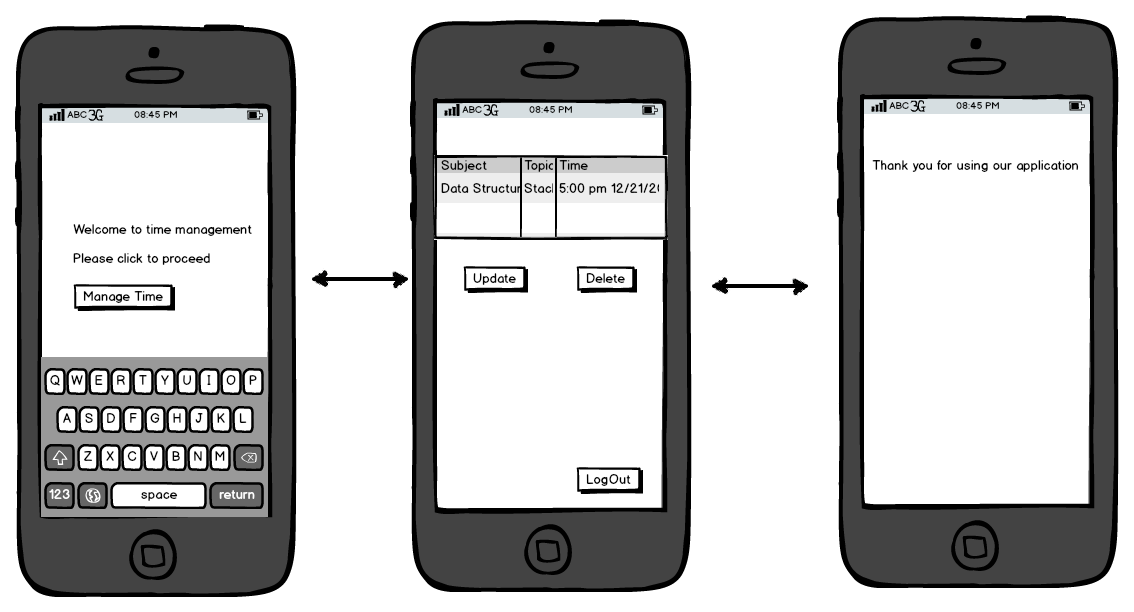 ABC 3G 08:45 PM
Welcome to time management
Please click to proceed
Manage Time
Q W E R T Y U I O P
A S D F G H J K L
Z X C V B N M
123 space return
ABC 3G 08:45 PM
Subject Topic Time
Data Structur Stac 5:00 pm 12/21/2
Update Delete
LogOut
ABC 3G 08:45 PM
Thank you for using our application